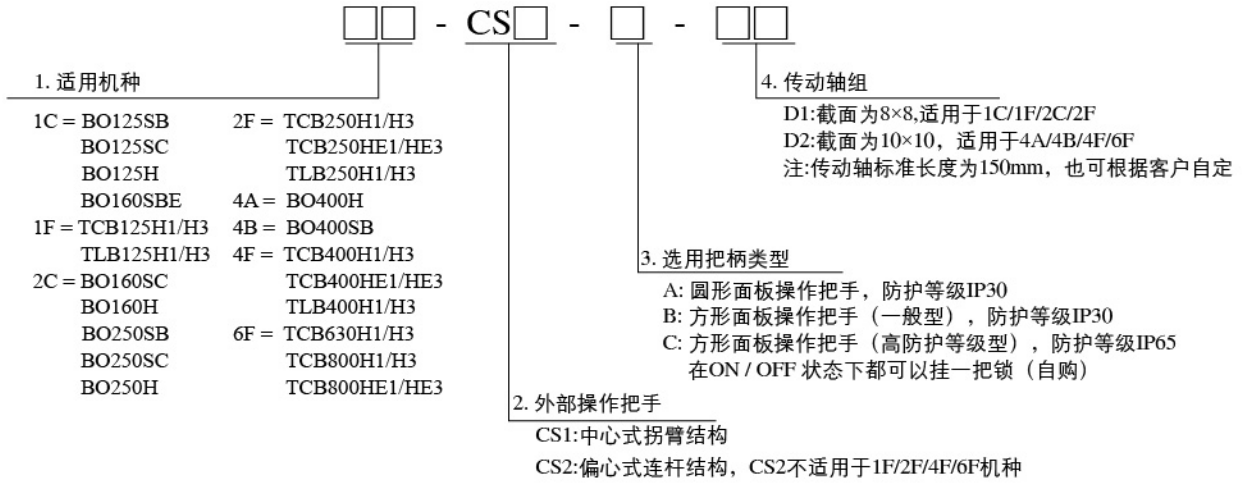 □□ - CS□ - □ - □□
1. 适用机种
1C = BO125SB
BO125SC
BO125H
BO160SBE
1F = TCB125H1/H3
TLB125H1/H3
2C = BO160SC
BO160H
BO250SB
BO250SC
BO250H
2F = TCB250H1/H3
TCB250HE1/HE3
TLB250H1/H3
4A = BO400H
4B = BO400SB
4F = TCB400H1/H3
TCB400HE1/HE3
TLB400H1/H3
6F = TCB630H1/H3
TCB800H1/H3
TCB800HE1/HE3
2. 外部操作把手
CS1:中心式拐臂结构
CS2:偏心式连杆结构，CS2不适用于1F/2F/4F/6F机种
3. 选用把柄类型
A: 圆形面板操作把手，防护等级IP30
B: 方形面板操作把手（一般型），防护等级IP30
C: 方形面板操作把手（高防护等级型），防护等级IP65
在ON / OFF 状态下都可以挂一把锁（自购）
4. 传动轴组
D1:截面为8×8,适用于1C/1F/2C/2F
D2:截面为10×10，适用于4A/4B/4F/6F
注:传动轴标准长度为150mm，也可根据客户自定